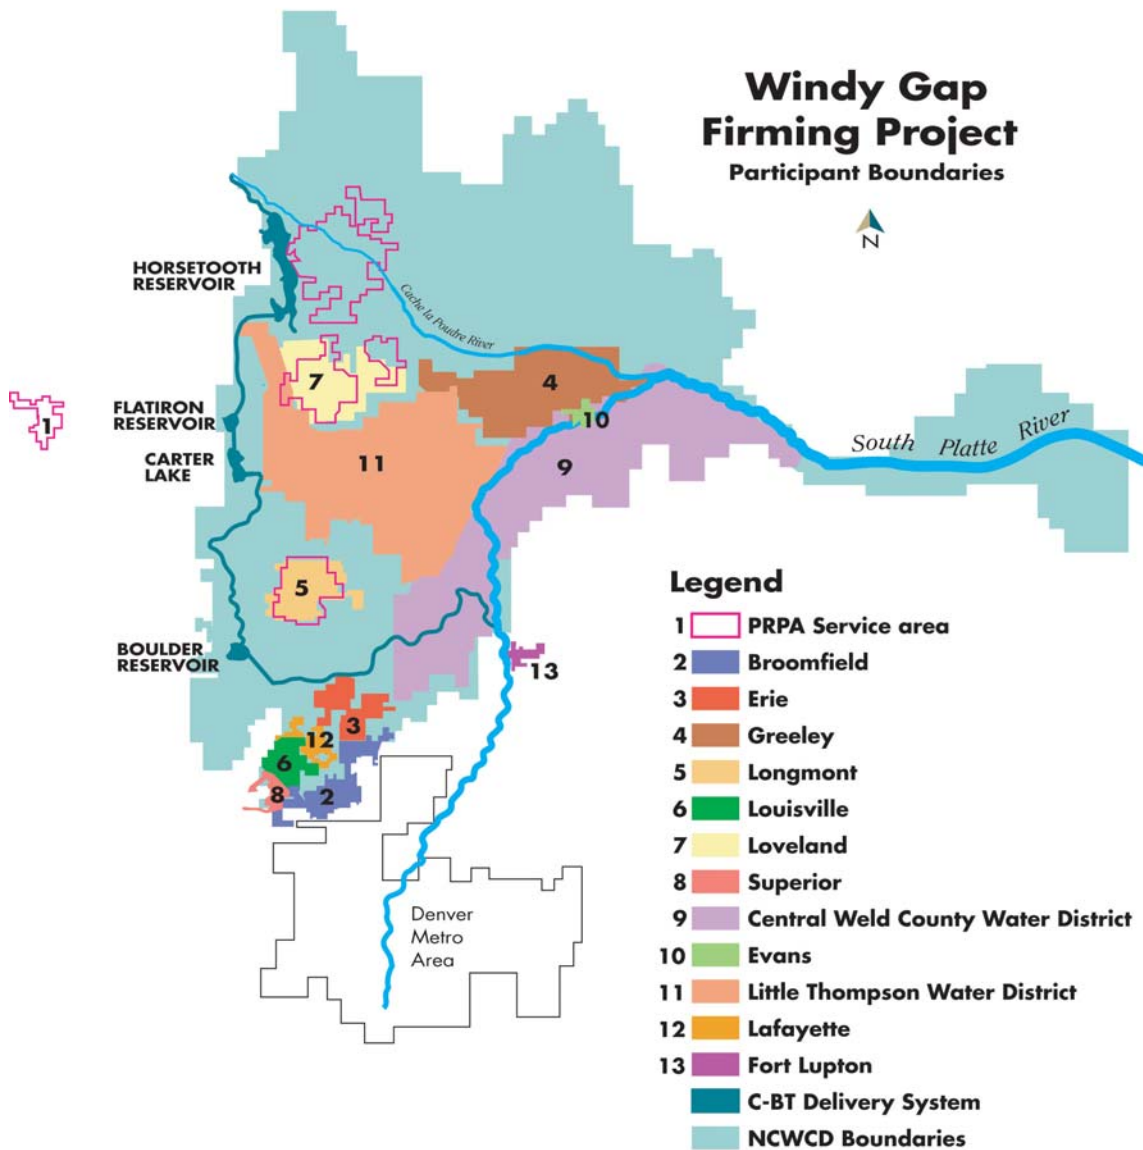 Windy Gap
Firming Project
Participant Boundaries
N
HORSETOOTH
RESERVOIR
Cache la Poudre River
7
4
1
FLATIRON
RESERVOIR
10
South Platte River
CARTER
LAKE
11
9
5
BOULDER
RESERVOIR
13
3
12
6
8
2
Denver
Metro
Area
Legend
1 PRPA Service area
2 Broomfield
3 Erie
4 Greeley
5 Longmont
6 Louisville
7 Loveland
8 Superior
9 Central Weld County Water District
10 Evans
11 Little Thompson Water District
12 Lafayette
13 Fort Lupton
C-BT Delivery System
NCWCD Boundaries